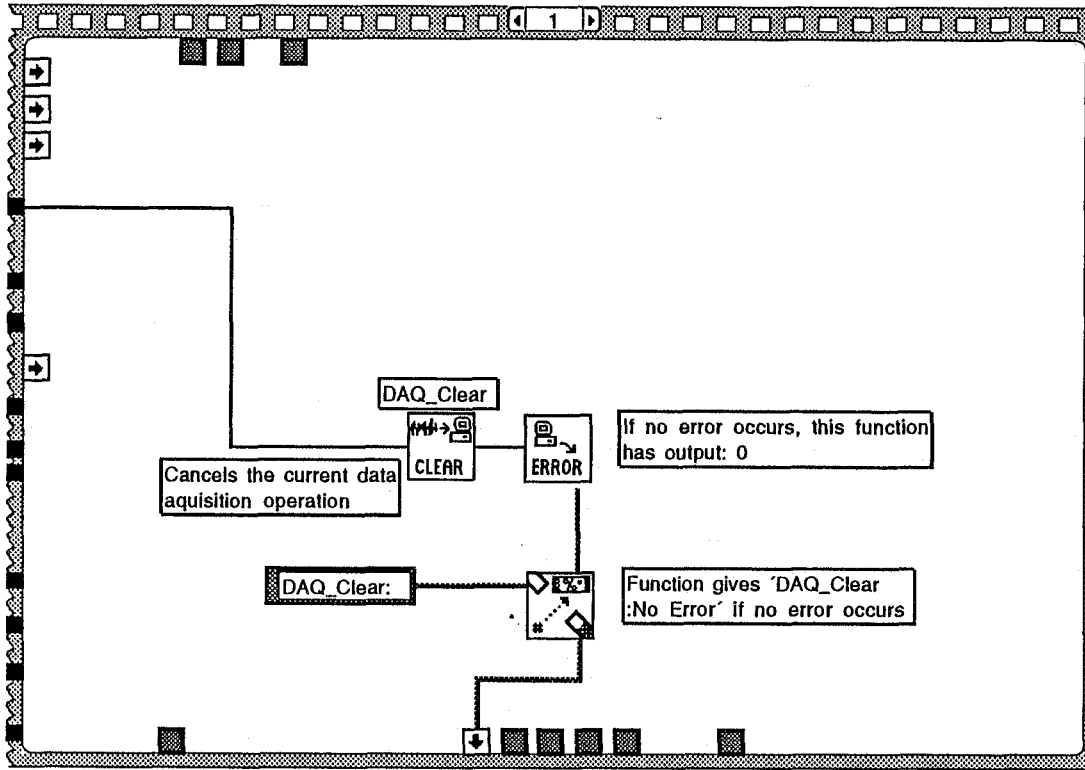 1
DAQ_Clear
CLEAR
ERROR
If no error occurs, this function
has output: 0
Cancels the current data
aquisition operation
DAQ_Clear:
%
#
Function gives ´DAQ_Clear
:No Error´ if no error occurs